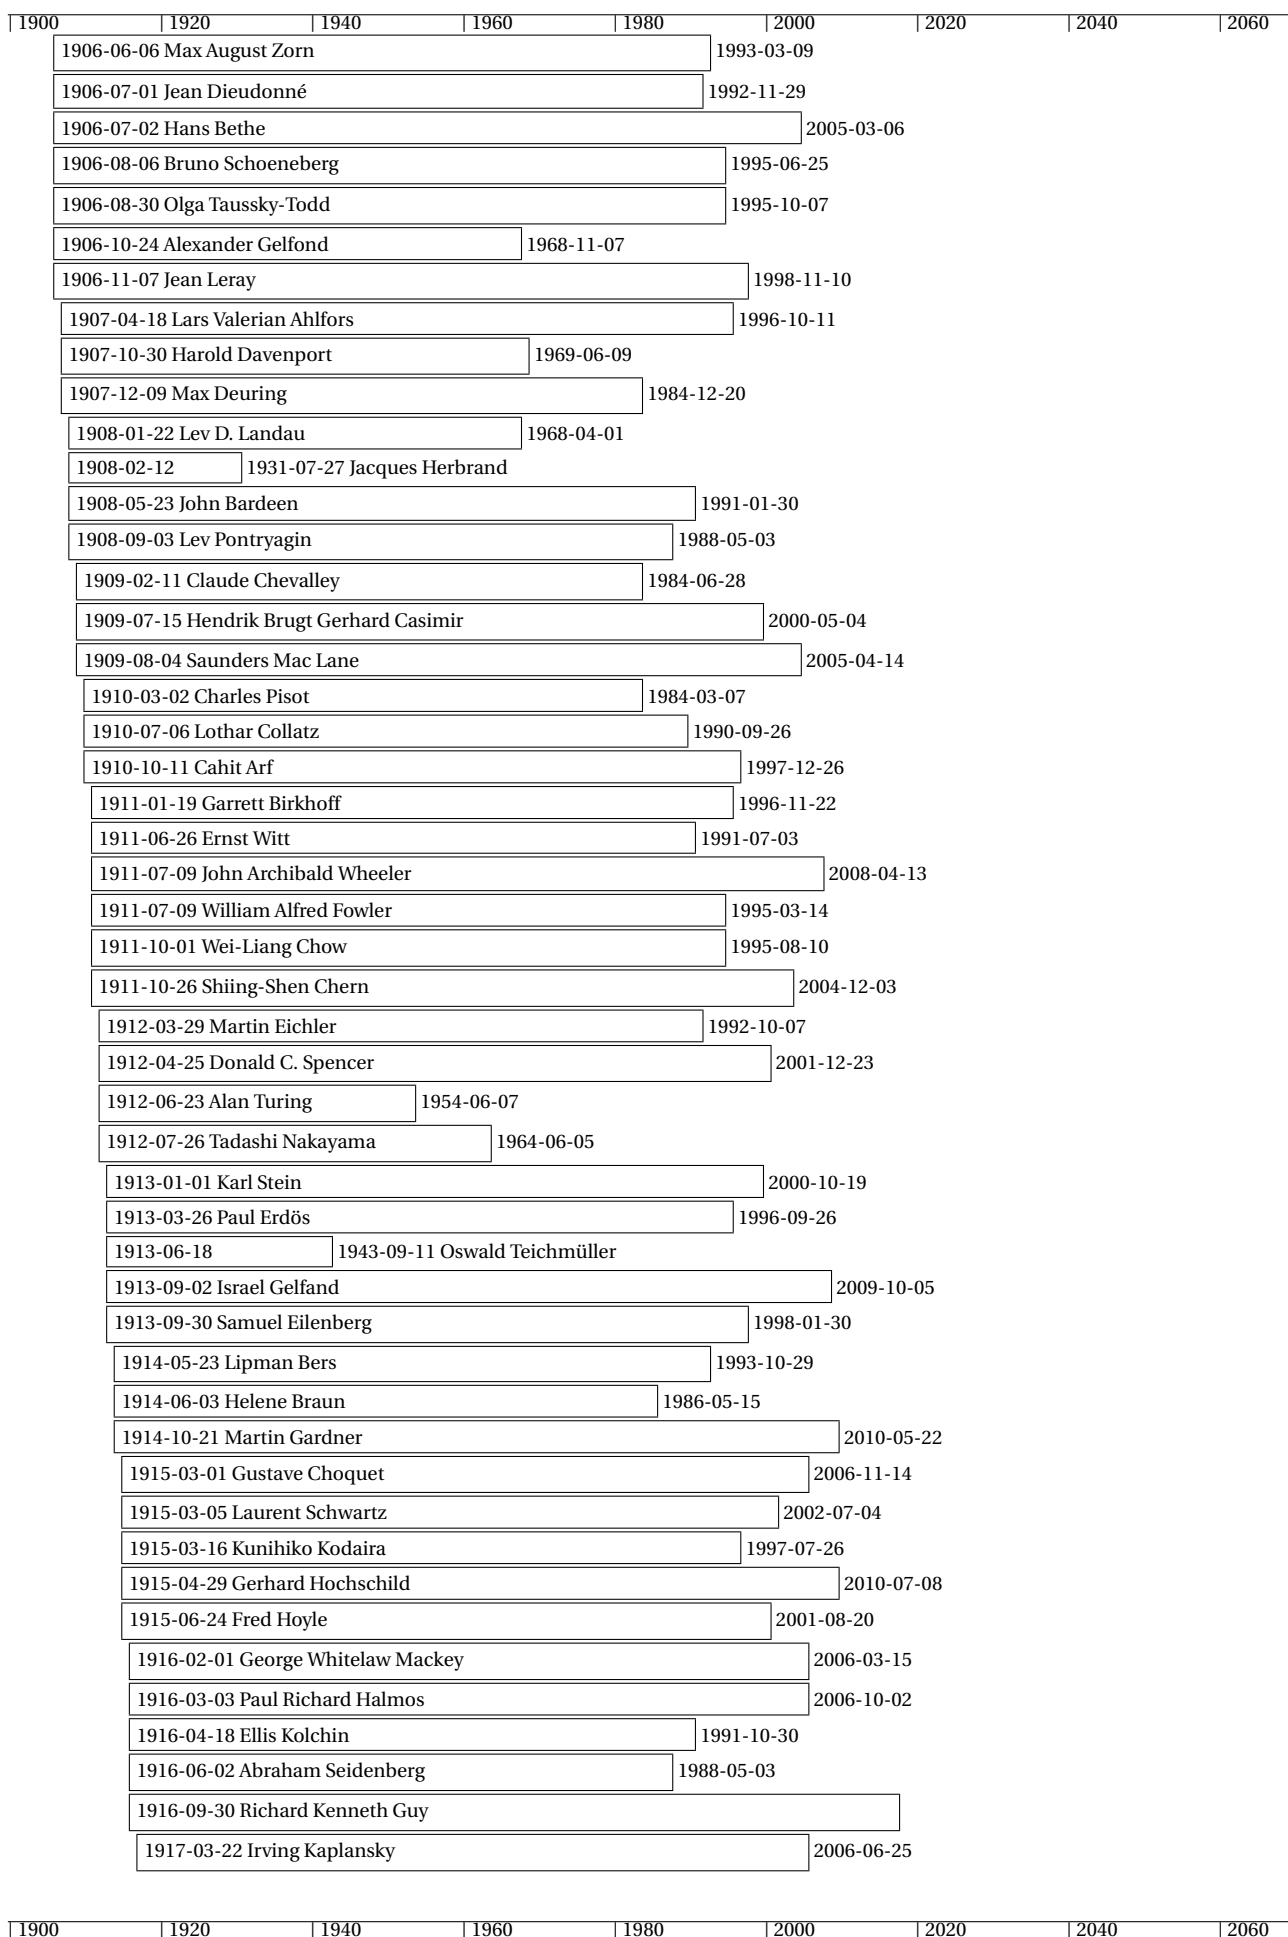 1900 1920 1940 1960 1980 2000 2020 2040 2060
1906-06-06 Max August Zorn 1993-03-09
1906-07-01 Jean Dieudonné 1992-11-29
1906-07-02 Hans Bethe 2005-03-06
1906-08-06 Bruno Schoeneberg 1995-06-25
1906-08-30 Olga Taussky-Todd 1995-10-07
1906-10-24 Alexander Gelfond 1968-11-07
1906-11-07 Jean Leray 1998-11-10
1907-04-18 Lars Valerian Ahlfors 1996-10-11
1907-10-30 Harold Davenport 1969-06-09
1907-12-09 Max Deuring 1984-12-20
1908-01-22 Lev D. Landau 1968-04-01
1908-02-12 1931-07-27 Jacques Herbrand
1908-05-23 John Bardeen 1991-01-30
1908-09-03 Lev Pontryagin 1988-05-03
1909-02-11 Claude Chevalley 1984-06-28
1909-07-15 Hendrik Brugt Gerhard Casimir 2000-05-04
1909-08-04 Saunders Mac Lane 2005-04-14
1910-03-02 Charles Pisot 1984-03-07
1910-07-06 Lothar Collatz 1990-09-26
1910-10-11 Cahit Arf 1997-12-26
1911-01-19 Garrett Birkhoff 1996-11-22
1911-06-26 Ernst Witt 1991-07-03
1911-07-09 John Archibald Wheeler 2008-04-13
1911-07-09 William Alfred Fowler 1995-03-14
1911-10-01 Wei-Liang Chow 1995-08-10
1911-10-26 Shiing-Shen Chern 2004-12-03
1912-03-29 Martin Eichler 1992-10-07
1912-04-25 Donald C. Spencer 2001-12-23
1912-06-23 Alan Turing 1954-06-07
1912-07-26 Tadashi Nakayama 1964-06-05
1913-01-01 Karl Stein 2000-10-19
1913-03-26 Paul Erdös 1996-09-26
1913-06-18 1943-09-11 Oswald Teichmüller
1913-09-02 Israel Gelfand 2009-10-05
1913-09-30 Samuel Eilenberg 1998-01-30
1914-05-23 Lipman Bers 1993-10-29
1914-06-03 Helene Braun 1986-05-15
1914-10-21 Martin Gardner 2010-05-22
1915-03-01 Gustave Choquet 2006-11-14
1915-03-05 Laurent Schwartz 2002-07-04
1915-03-16 Kunihiko Kodaira 1997-07-26
1915-04-29 Gerhard Hochschild 2010-07-08
1915-06-24 Fred Hoyle 2001-08-20
1916-02-01 George Whitelaw Mackey 2006-03-15
1916-03-03 Paul Richard Halmos 2006-10-02
1916-04-18 Ellis Kolchin 1991-10-30
1916-06-02 Abraham Seidenberg 1988-05-03
1916-09-30 Richard Kenneth Guy
1917-03-22 Irving Kaplansky 2006-06-25
1900 1920 1940 1960 1980 2000 2020 2040 2060